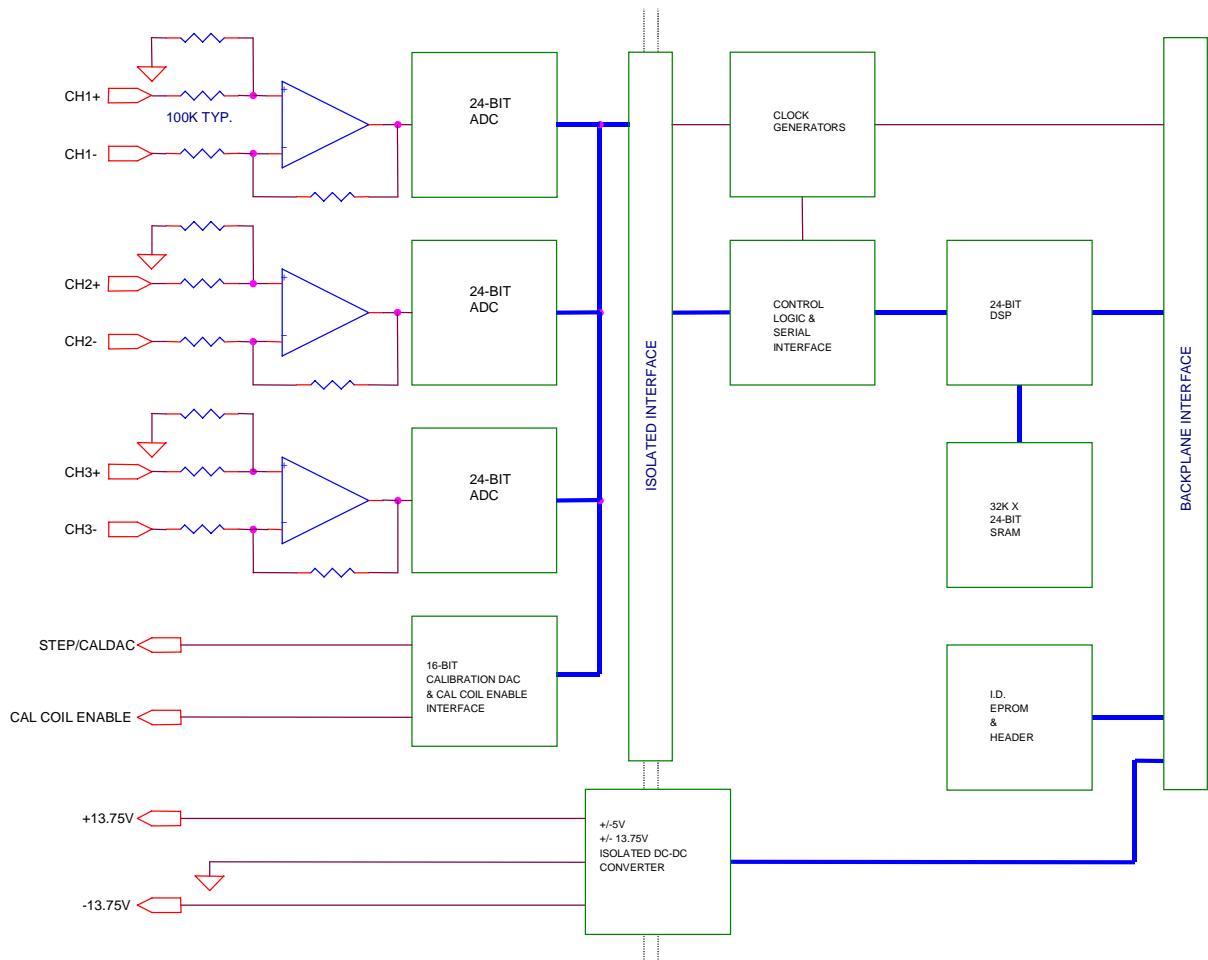 CH1+
100K TYP.
CH1-
+
-
24-BIT
ADC
CH2+
CH2-
+
-
24-BIT
ADC
CH3+
CH3-
+
-
24-BIT
ADC
STEP/CALDAC
CAL COIL ENABLE
16-BIT
CALIBRATION DAC
& CAL COIL ENABLE
INTERFACE
+13.75V
-13.75V
+/-5V
+/- 13.75V
ISOLATED DC-DC
CONVERTER
ISOLATED INTERFACE
CLOCK
GENERATORS
CONTROL
LOGIC &
SERIAL
INTERFACE
24-BIT
DSP
32K X
24-BIT
SRAM
I.D.
EPROM
&
HEADER
BACKPLANE INTERFACE